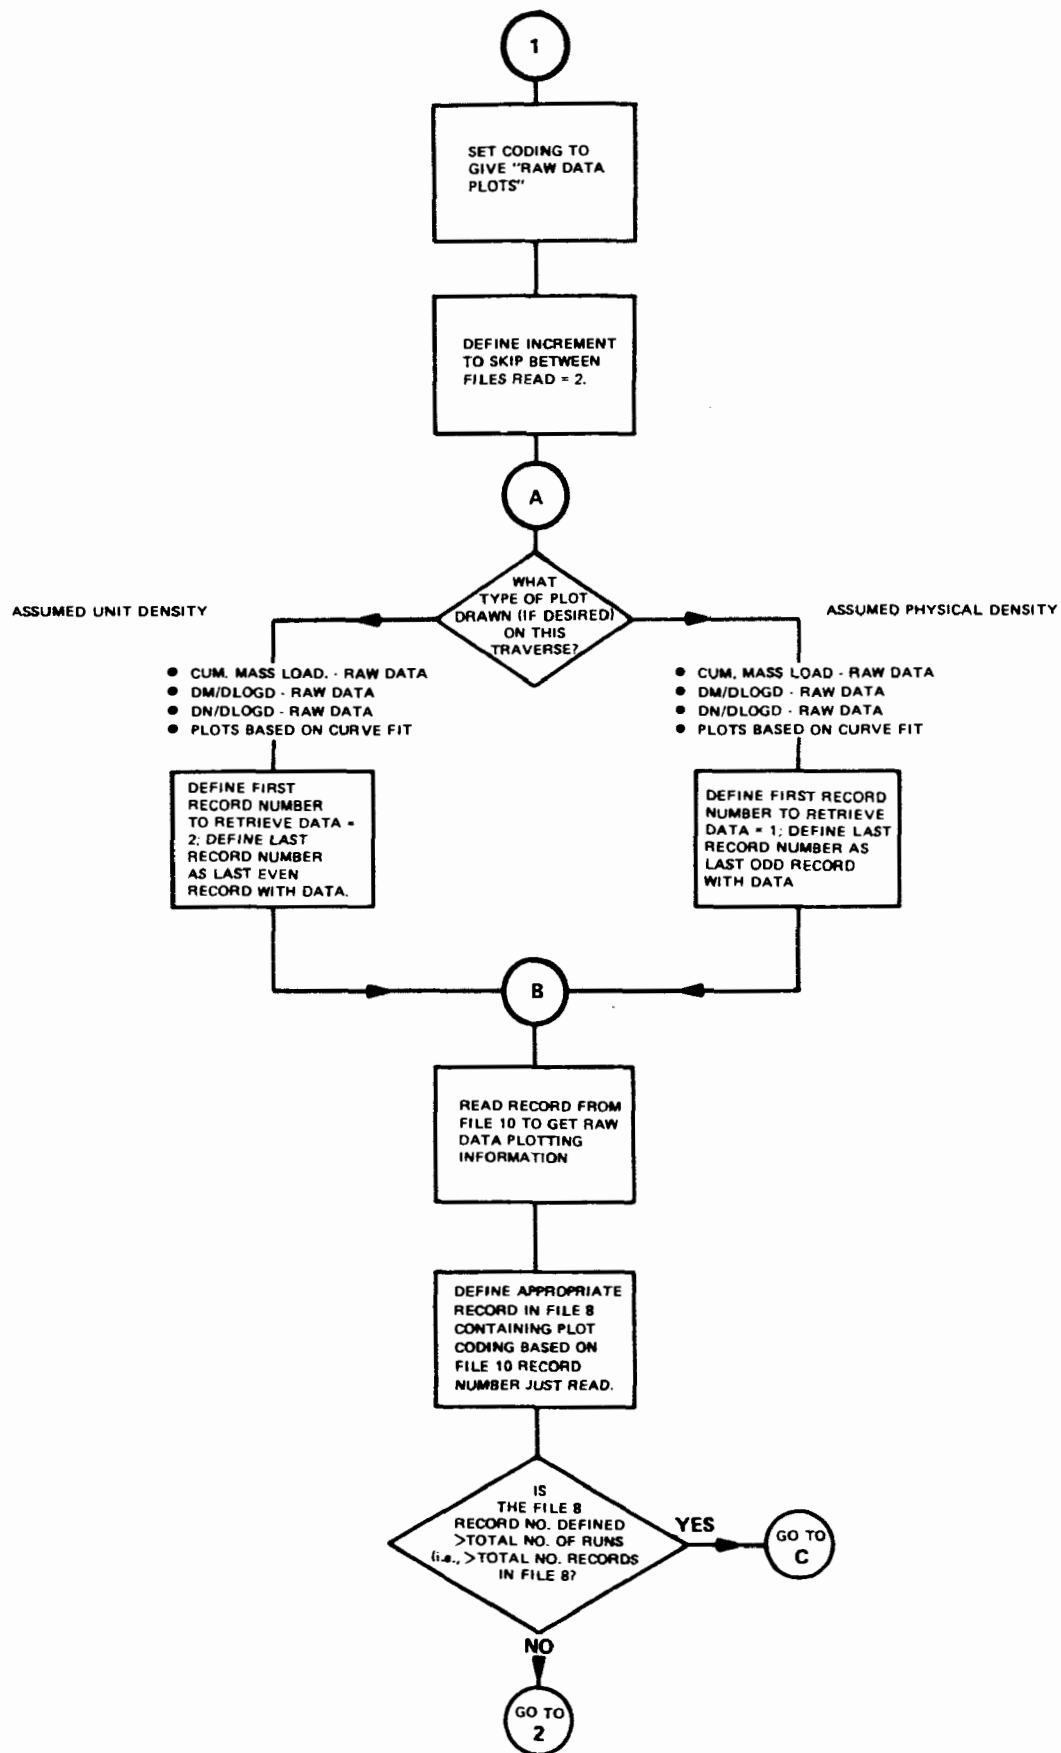 1
SET CODING TO
GIVE "RAW DATA
PLOTS"
DEFINE INCREMENT
TO SKIP BETWEEN
FILES READ = 2.
A
WHAT
TYPE OF PLOT
DRAWN (IF DESIRED)
ON THIS
TRAVERSE?
ASSUMED UNIT DENSITY
● CUM. MASS LOAD. - RAW DATA
● DM/DLOGD - RAW DATA
● DN/DLOGD - RAW DATA
● PLOTS BASED ON CURVE FIT
DEFINE FIRST
RECORD NUMBER
TO RETRIEVE DATA =
2; DEFINE LAST
RECORD NUMBER
AS LAST EVEN
RECORD WITH DATA.
ASSUMED PHYSICAL DENSITY
● CUM. MASS LOAD - RAW DATA
● DM/DLOGD - RAW DATA
● DN/DLOGD - RAW DATA
● PLOTS BASED ON CURVE FIT
DEFINE FIRST RECORD
NUMBER TO RETRIEVE
DATA = 1; DEFINE LAST
RECORD NUMBER AS
LAST ODD RECORD
WITH DATA
B
READ RECORD FROM
FILE 10 TO GET RAW
DATA PLOTTING
INFORMATION
DEFINE APPROPRIATE
RECORD IN FILE 8
CONTAINING PLOT
CODING BASED ON
FILE 10 RECORD
NUMBER JUST READ.
IS
THE FILE 8
RECORD NO. DEFINED
>TOTAL NO. OF RUNS
(i.e., >TOTAL NO. RECORDS
IN FILE 8?
YES
GO TO
C
NO
GO TO
2